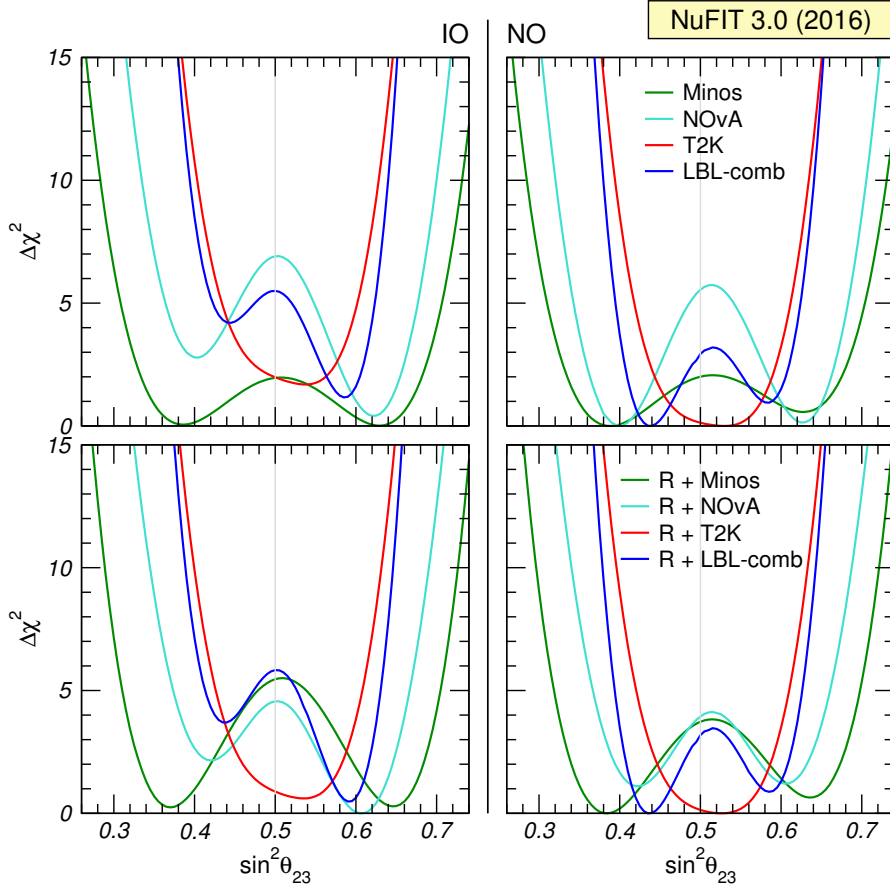 IO
NO
NuFIT 3.0 (2016)
15
10
5
0
Δχ²
Minos
NOvA
T2K
LBL-comb
15
10
5
0
Δχ²
R + Minos
R + NOvA
R + T2K
R + LBL-comb
0.3 0.4 0.5 0.6 0.7
0.3 0.4 0.5 0.6 0.7
sin²θ₂₃
sin²θ₂₃